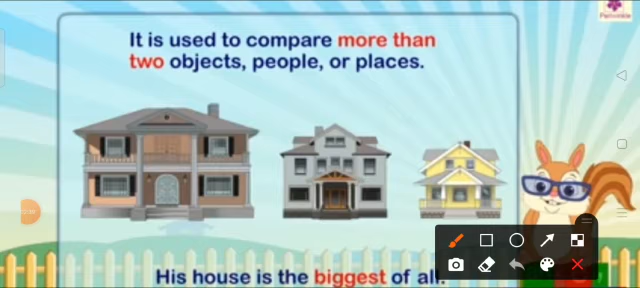 Periwinkle
It is used to compare more than
two objects, people, or places.
His house is the biggest of all.